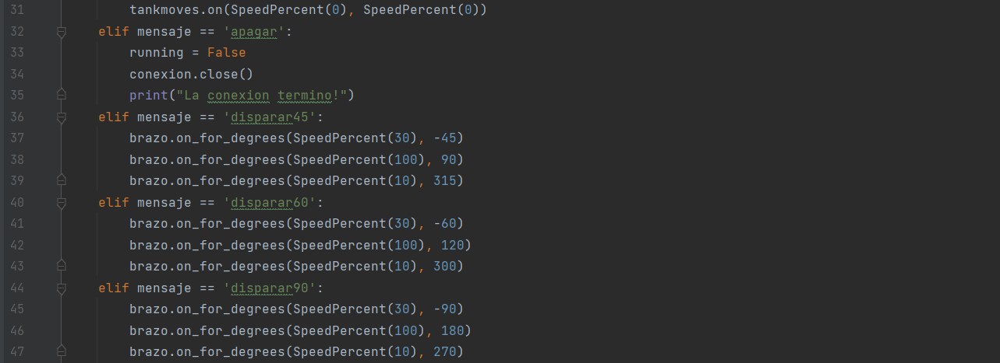 31 tankmoves.on(SpeedPercent(0), SpeedPercent(0))
32 elif mensaje == 'apagar':
33 running = False
34 conexion.close()
35 print("La conexion termino!")
36 elif mensaje == 'disparar45':
37 brazo.on_for_degrees(SpeedPercent(30), -45)
38 brazo.on_for_degrees(SpeedPercent(100), 90)
39 brazo.on_for_degrees(SpeedPercent(10), 315)
40 elif mensaje == 'disparar60':
41 brazo.on_for_degrees(SpeedPercent(30), -60)
42 brazo.on_for_degrees(SpeedPercent(100), 120)
43 brazo.on_for_degrees(SpeedPercent(10), 300)
44 elif mensaje == 'disparar90':
45 brazo.on_for_degrees(SpeedPercent(30), -90)
46 brazo.on_for_degrees(SpeedPercent(100), 180)
47 brazo.on_for_degrees(SpeedPercent(10), 270)